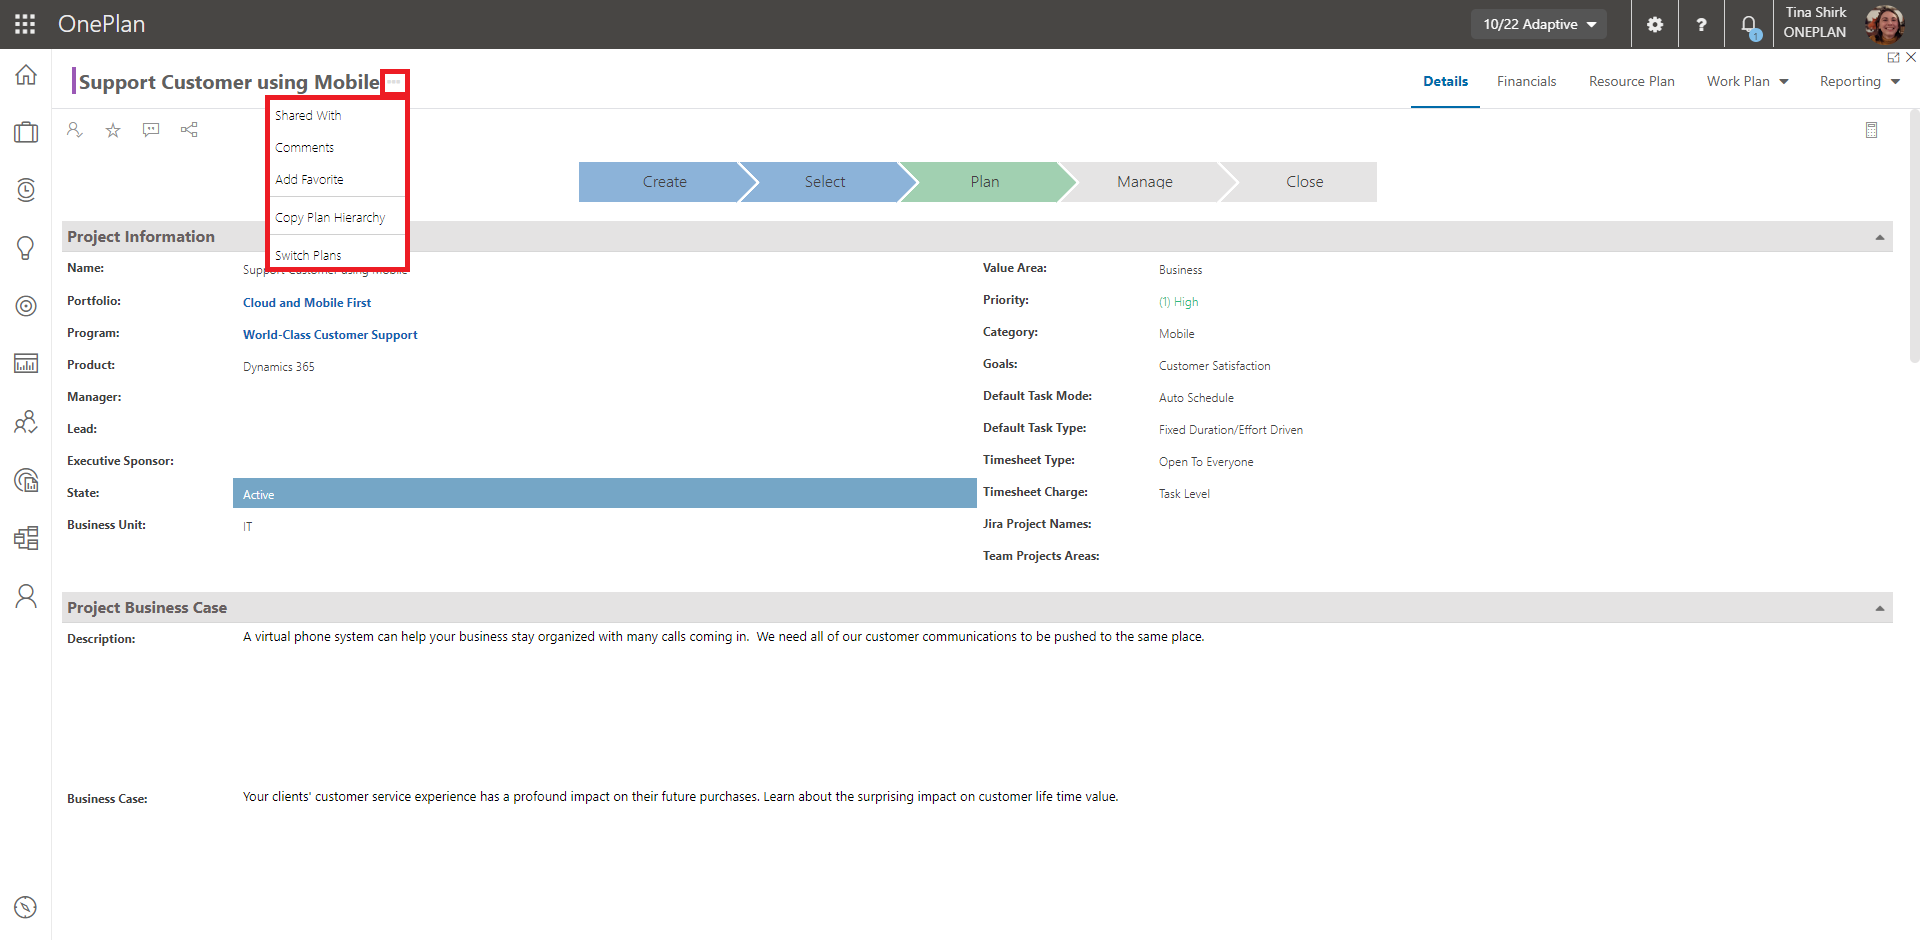 OnePlan
10/22 Adaptive
?
1
Tina Shirk
ONEPLAN
Support Customer using Mobile
Details
Financials
Resource Plan
Work Plan
Reporting
Shared With
Comments
Add Favorite
Copy Plan Hierarchy
Switch Plans
Create
Select
Plan
Manage
Close
Project Information
Name:
Support Customer using Mobile
Portfolio:
Cloud and Mobile First
Program:
World-Class Customer Support
Product:
Dynamics 365
Manager:
Lead:
Executive Sponsor:
State:
Active
Business Unit:
IT
Value Area:
Business
Priority:
(1) High
Category:
Mobile
Goals:
Customer Satisfaction
Default Task Mode:
Auto Schedule
Default Task Type:
Fixed Duration/Effort Driven
Timesheet Type:
Open To Everyone
Timesheet Charge:
Task Level
Jira Project Names:
Team Projects Areas:
Project Business Case
Description:
A virtual phone system can help your business stay organized with many calls coming in.  We need all of our customer communications to be pushed to the same place.
Business Case:
Your clients' customer service experience has a profound impact on their future purchases. Learn about the surprising impact on customer life time value.